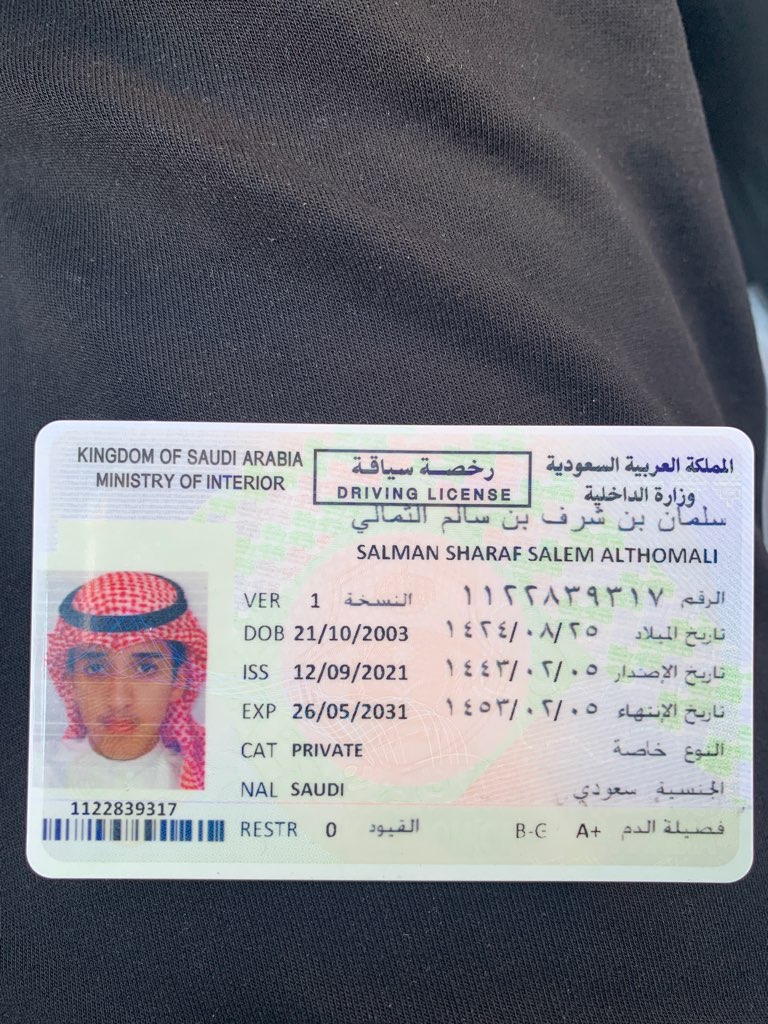 KINGDOM OF SAUDI ARABIA
MINISTRY OF INTERIOR
رخصة سياقة
DRIVING LICENSE
المملكة العربية السعودية
وزارة الداخلية
سلمان بن شرف بن سالم الثمالي
SALMAN SHARAF SALEM ALTHOMALI
VER 1 النسخة الرقم ١١٢٢٨٣٩٣١٧
DOB 21/10/2003 تاريخ الميلاد ١٤٢٤/٠٨/٢٥
ISS 12/09/2021 تاريخ الإصدار ١٤٤٣/٠٢/٠٥
EXP 26/05/2031 تاريخ الإنتهاء ١٤٥٣/٠٢/٠٥
CAT PRIVATE النوع خاصة
NAL SAUDI الجنسية سعودي
1122839317
RESTR 0 القيود B-C A+ فصيلة الدم